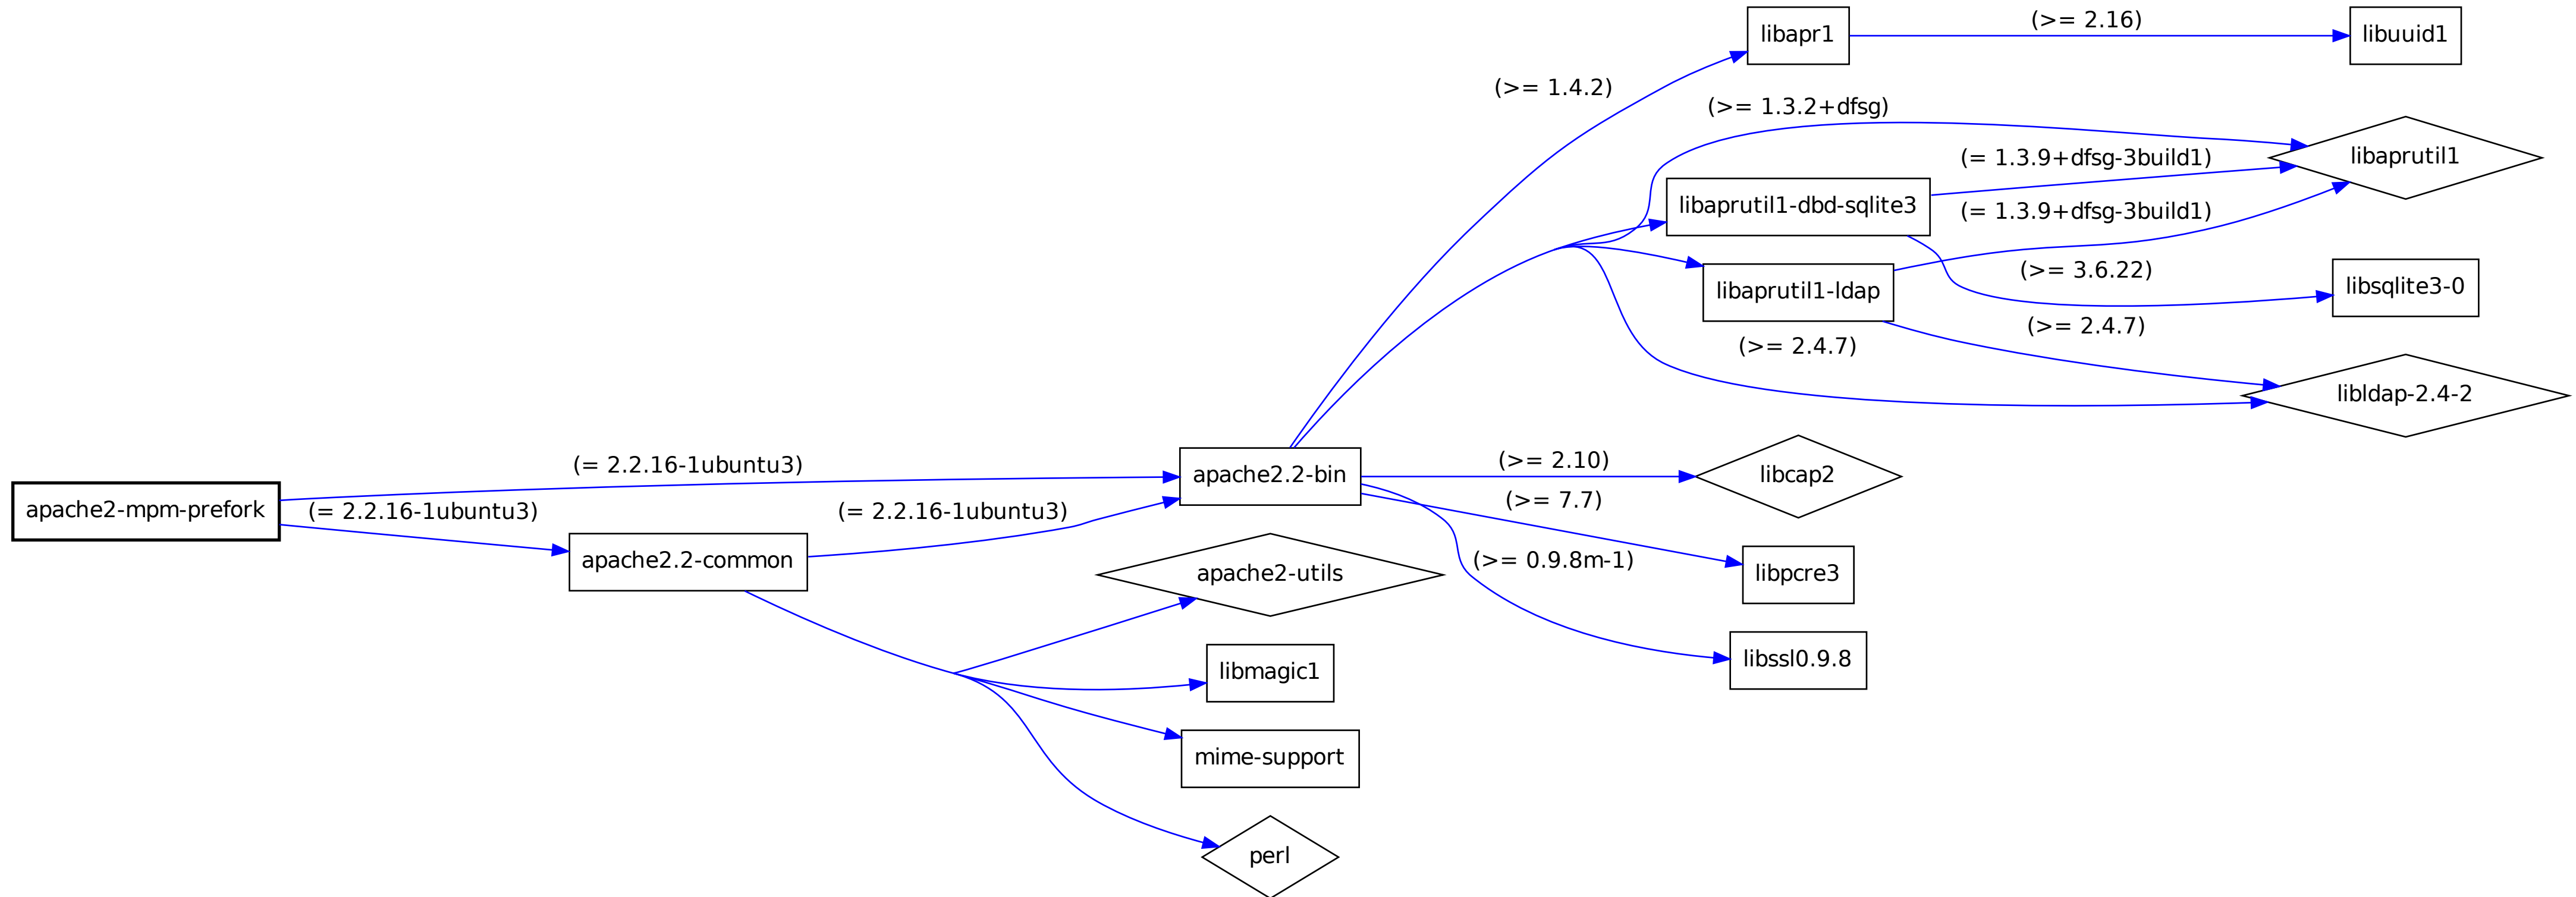 libapr1
(>= 2.16)
libuuid1
(>= 1.4.2)
(>= 1.3.2+dfsg)
(= 1.3.9+dfsg-3build1)
libaprutil1
libaprutil1-dbd-sqlite3
(= 1.3.9+dfsg-3build1)
(>= 3.6.22)
libsqlite3-0
libaprutil1-ldap
(>= 2.4.7)
(>= 2.4.7)
libldap-2.4-2
(= 2.2.16-1ubuntu3)
apache2.2-bin
(>= 2.10)
libcap2
apache2-mpm-prefork
(= 2.2.16-1ubuntu3)
(= 2.2.16-1ubuntu3)
(>= 7.7)
apache2.2-common
(>= 0.9.8m-1)
apache2-utils
libpcre3
libmagic1
libssl0.9.8
mime-support
perl